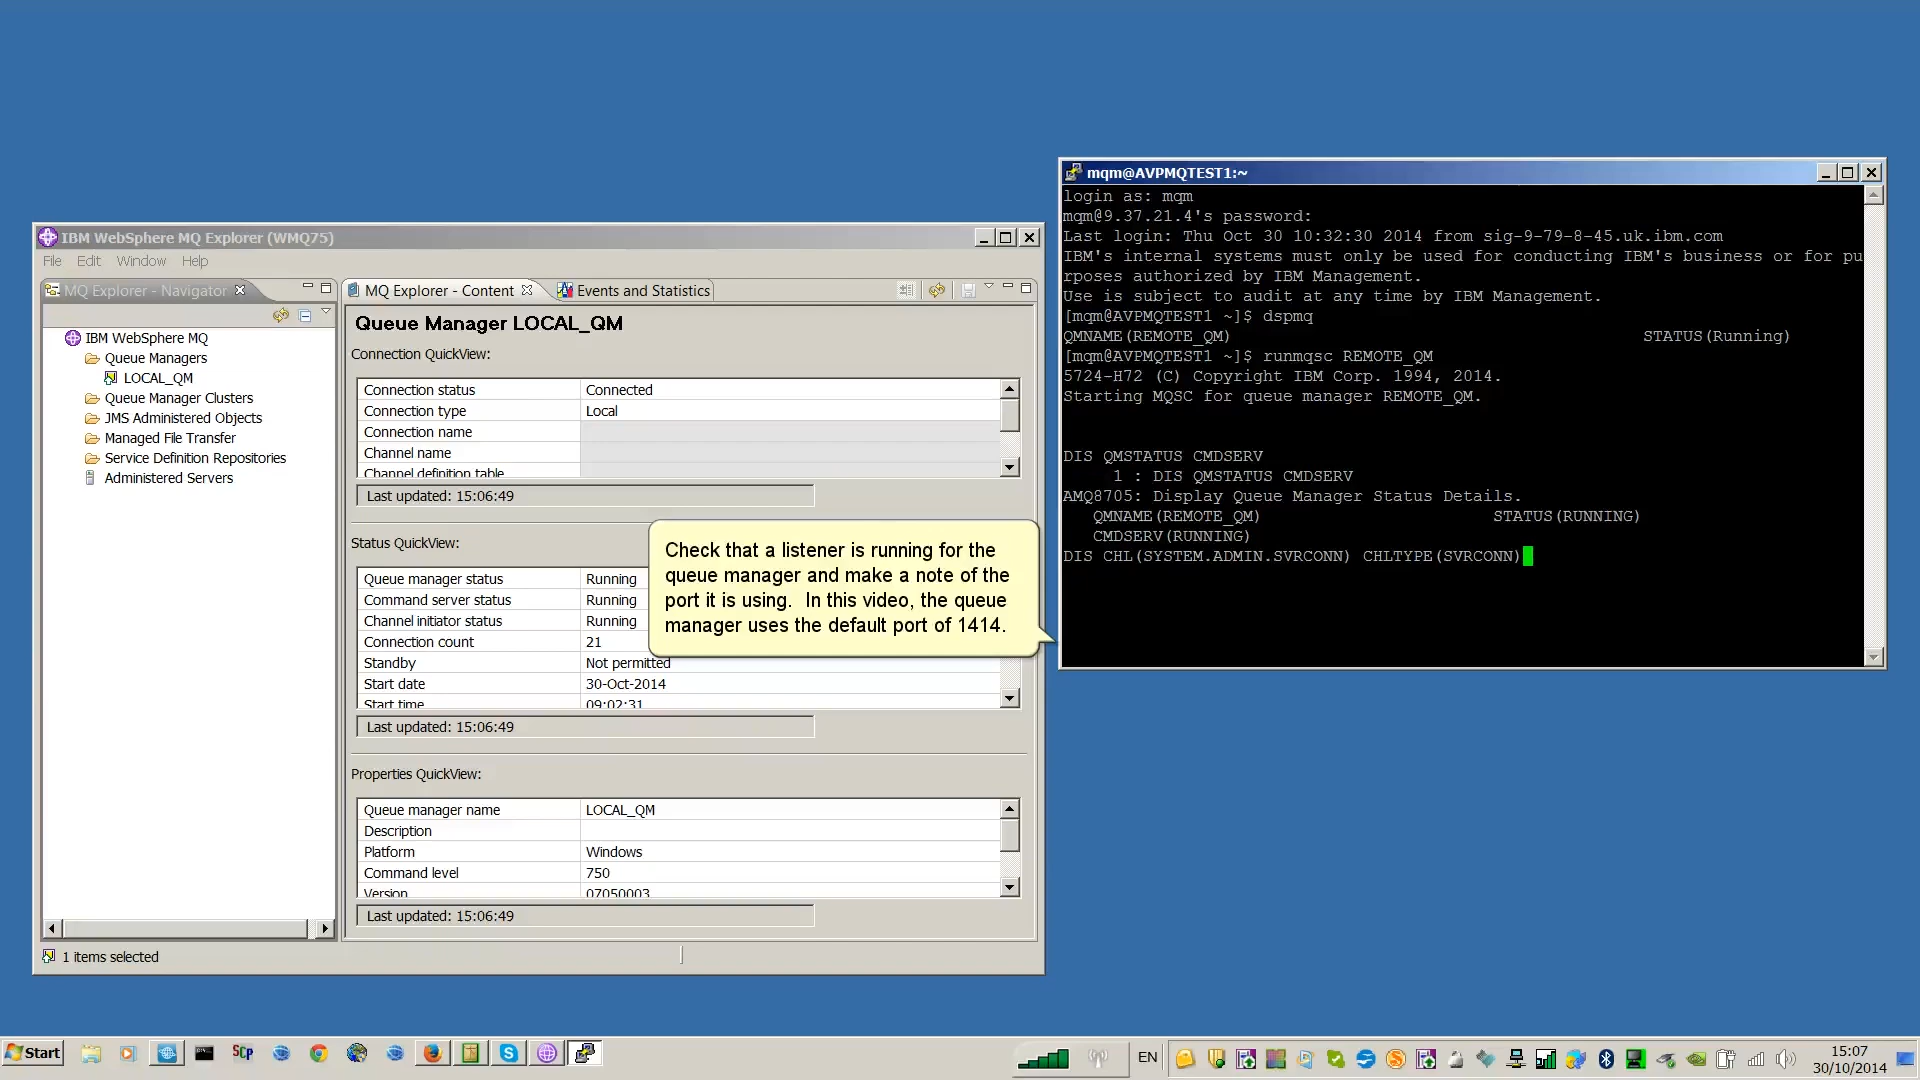 IBM WebSphere MQ Explorer (WMQ75)
File Edit Window Help
MQ Explorer - Navigator
IBM WebSphere MQ
Queue Managers
LOCAL_QM
Queue Manager Clusters
JMS Administered Objects
Managed File Transfer
Service Definition Repositories
Administered Servers
1 items selected
MQ Explorer - Content
Events and Statistics
Queue Manager LOCAL_QM
Connection QuickView:
Connection status Connected
Connection type Local
Connection name
Channel name
Channel definition table
Last updated: 15:06:49
Status QuickView:
Queue manager status Running
Command server status Running
Channel initiator status Running
Connection count 21
Standby Not permitted
Start date 30-Oct-2014
Start time 09:02:31
Last updated: 15:06:49
Properties QuickView:
Queue manager name LOCAL_QM
Description
Platform Windows
Command level 750
Version 07050003
Last updated: 15:06:49
Check that a listener is running for the
queue manager and make a note of the
port it is using. In this video, the queue
manager uses the default port of 1414.
mqm@AVPMQTEST1:~
login as: mqm
mqm@9.37.21.4's password:
Last login: Thu Oct 30 10:32:30 2014 from sig-9-79-8-45.uk.ibm.com
IBM's internal systems must only be used for conducting IBM's business or for pu
rposes authorized by IBM Management.
Use is subject to audit at any time by IBM Management.
[mqm@AVPMQTEST1 ~]$ dspmq
QMNAME(REMOTE_QM) STATUS(Running)
[mqm@AVPMQTEST1 ~]$ runmqsc REMOTE_QM
5724-H72 (C) Copyright IBM Corp. 1994, 2014.
Starting MQSC for queue manager REMOTE_QM.
DIS QMSTATUS CMDSERV
1 : DIS QMSTATUS CMDSERV
AMQ8705: Display Queue Manager Status Details.
QMNAME(REMOTE_QM) STATUS(RUNNING)
CMDSERV(RUNNING)
DIS CHL(SYSTEM.ADMIN.SVRCONN) CHLTYPE(SVRCONN)
Start
SCP
EN
15:07
30/10/2014